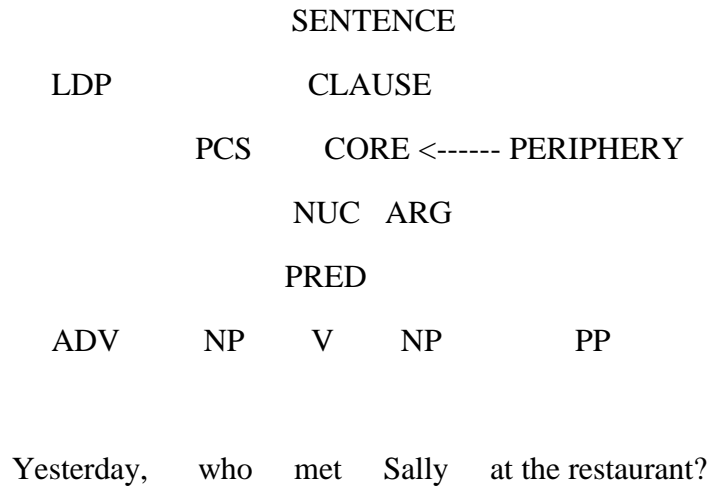 SENTENCE
LDP CLAUSE
PCS CORE <------ PERIPHERY
NUC ARG
PRED
ADV NP V NP PP
Yesterday, who met Sally at the restaurant?